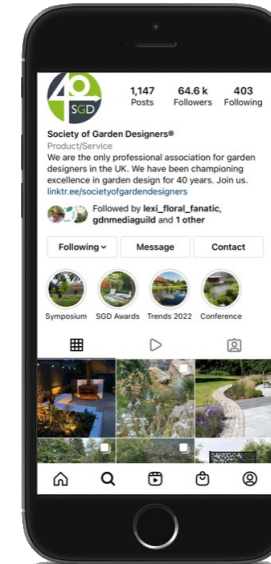 40
SGD
1,147 64.6 k 403
Posts Followers Following
Society of Garden Designers®
Product/Service
We are the only professional association for garden
designers in the UK. We have been championing
excellence in garden design for 40 years. Join us.
linktr.ee/societyofgardendesigners
Followed by lexi_floral_fanatic,
gdnmediaguild and 1 other
Following Message Contact
Symposium SGD Awards Trends 2022 Conference